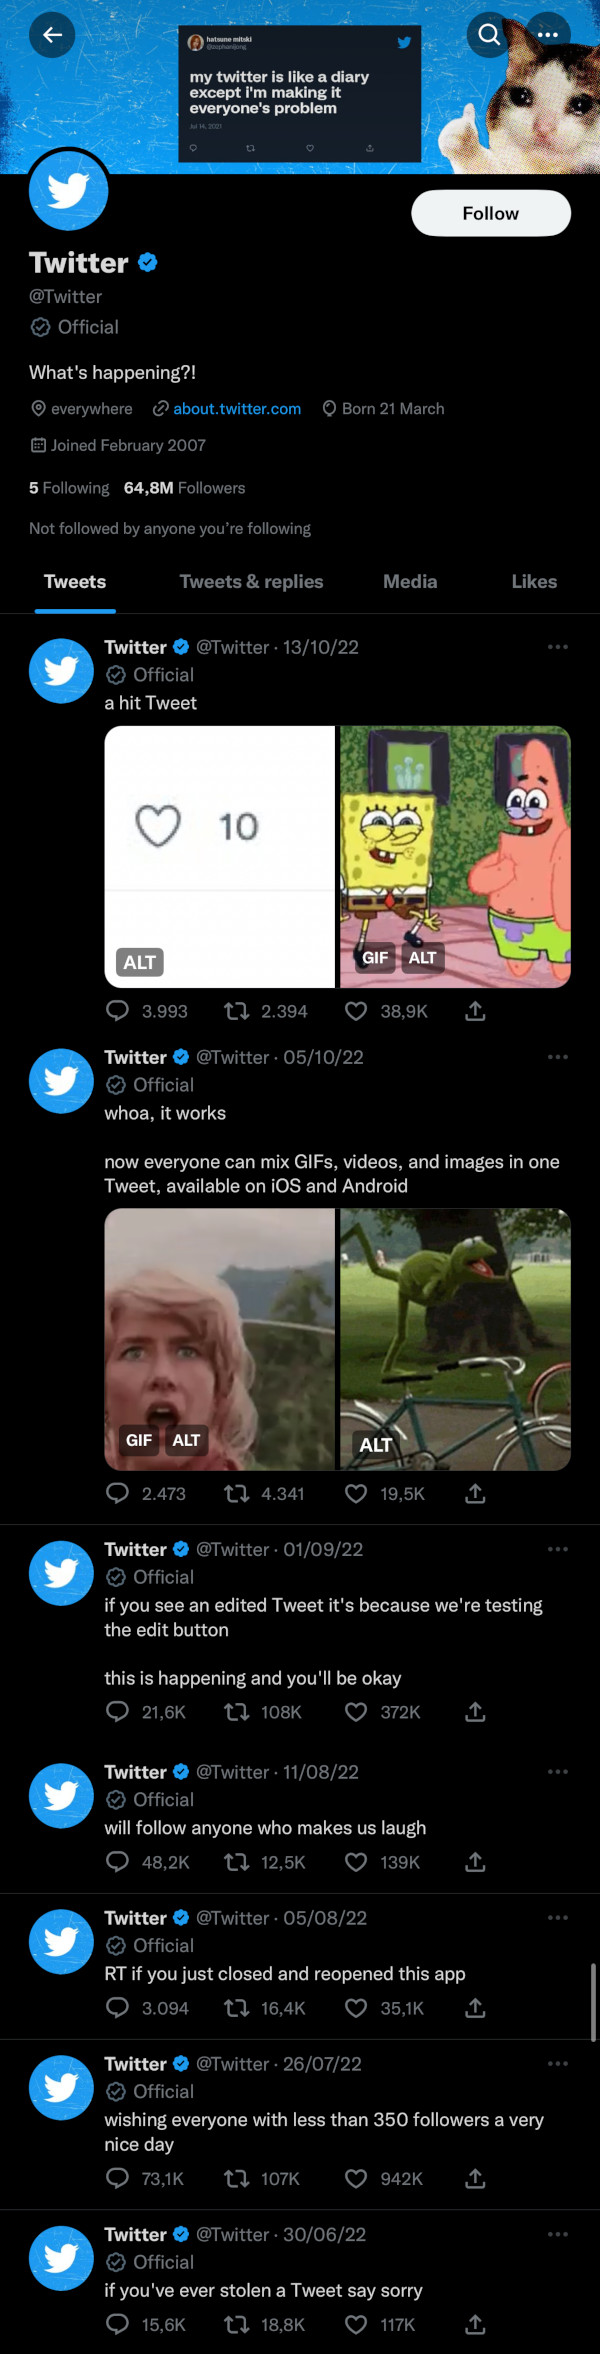 hatsune mitski
@zophanijong
my twitter is like a diary
except i'm making it
everyone's problem
Jul 14, 2021
Follow
Twitter
@Twitter
Official
What's happening?!
everywhere about.twitter.com Born 21 March
Joined February 2007
5 Following 64,8M Followers
Not followed by anyone you're following
Tweets Tweets & replies Media Likes
Twitter @Twitter · 13/10/22
Official
a hit Tweet
10
ALT GIF ALT
3.993 2.394 38,9K
Twitter @Twitter · 05/10/22
Official
whoa, it works
now everyone can mix GIFs, videos, and images in one
Tweet, available on iOS and Android
GIF ALT ALT
2.473 4.341 19,5K
Twitter @Twitter · 01/09/22
Official
if you see an edited Tweet it's because we're testing
the edit button
this is happening and you'll be okay
21,6K 108K 372K
Twitter @Twitter · 11/08/22
Official
will follow anyone who makes us laugh
48,2K 12,5K 139K
Twitter @Twitter · 05/08/22
Official
RT if you just closed and reopened this app
3.094 16,4K 35,1K
Twitter @Twitter · 26/07/22
Official
wishing everyone with less than 350 followers a very
nice day
73,1K 107K 942K
Twitter @Twitter · 30/06/22
Official
if you've ever stolen a Tweet say sorry
15,6K 18,8K 117K